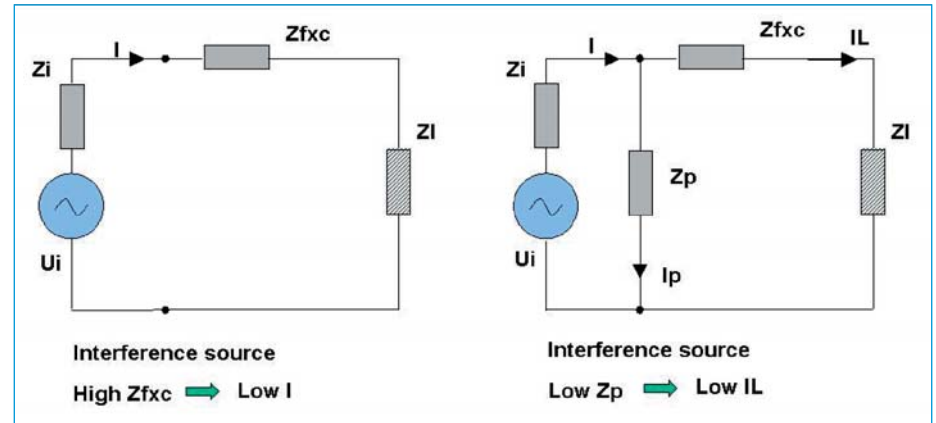 Zfxc
I
Zi
Zl
Ui
Interference source
High Zfxc Low I
Zfxc
I
IL
Zi
Zl
Zp
Ui
Ip
Interference source
Low Zp Low IL